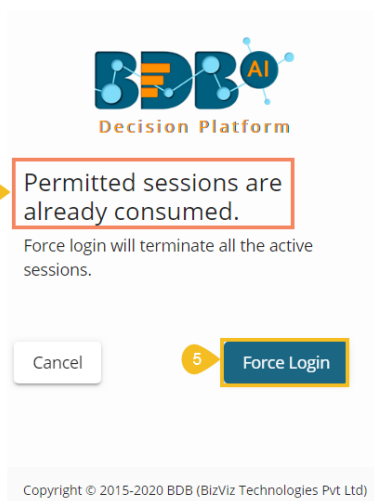 BDB AI
Decision Platform
Permitted sessions are
already consumed.
Force login will terminate all the active
sessions.
Cancel
5
Force Login
Copyright © 2015-2020 BDB (BizViz Technologies Pvt Ltd)